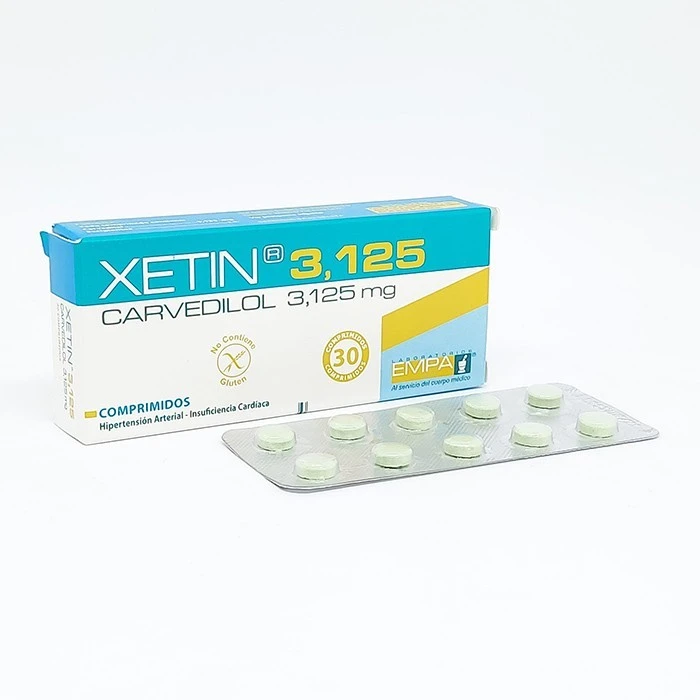 XETIN® 3,125
CARVEDILOL 3,125 mg
No Contiene
Gluten
COMPRIMIDOS
30
COMPRIMIDOS
LABORATORIOS
EMPA®
Al servicio del cuerpo médico
COMPRIMIDOS
Hipertensión Arterial - Insuficiencia Cardíaca
XETIN® 3,125
CARVEDILOL 3,125 mg